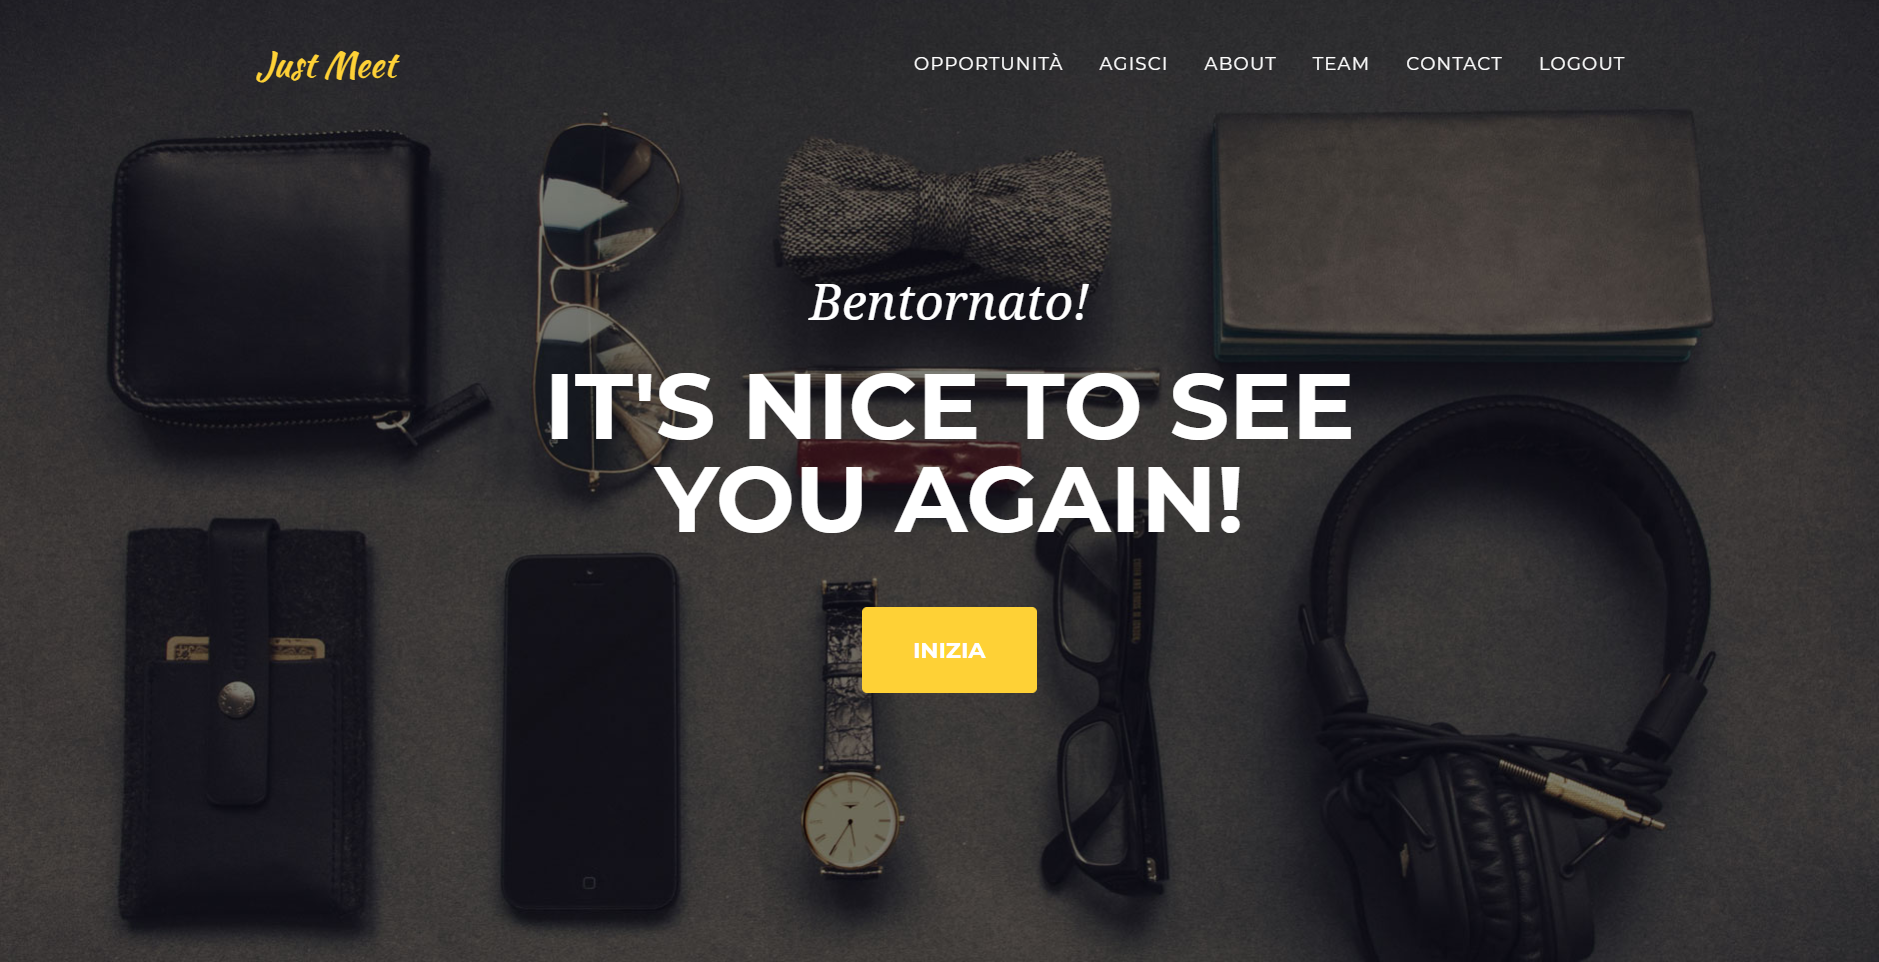 Just Meet
OPPORTUNITÀ AGISCI ABOUT TEAM CONTACT LOGOUT
Bentornato!
IT'S NICE TO SEE
YOU AGAIN!
INIZIA